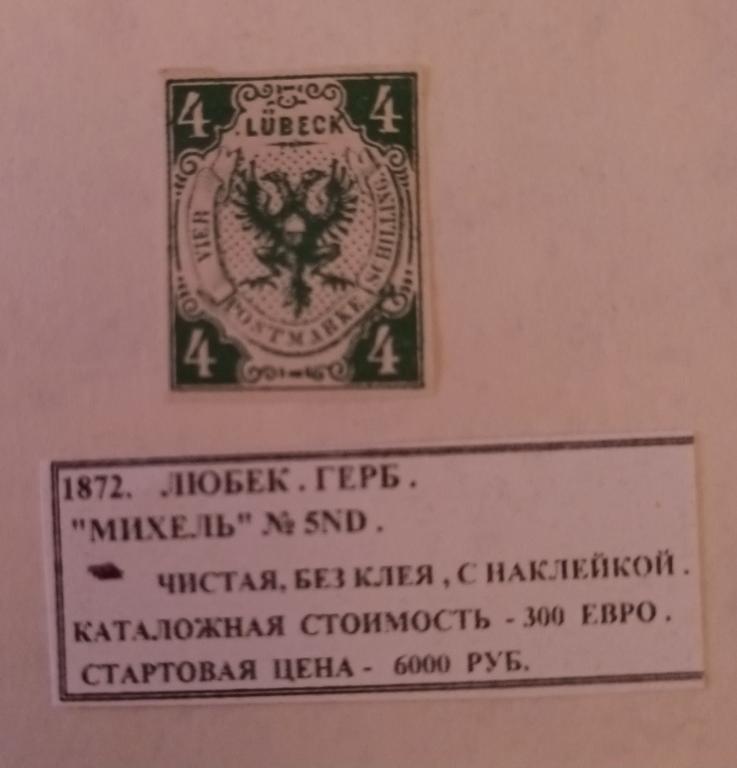 4 4
LÜBECK
VIER POSTMARKE SCHILLING
4 4
1872. ЛЮБЕК. ГЕРБ.
"МИХЕЛЬ" № 5ND.
ЧИСТАЯ, БЕЗ КЛЕЯ, С НАКЛЕЙКОЙ.
КАТАЛОЖНАЯ СТОИМОСТЬ - 300 ЕВРО.
СТАРТОВАЯ ЦЕНА - 6000 РУБ.